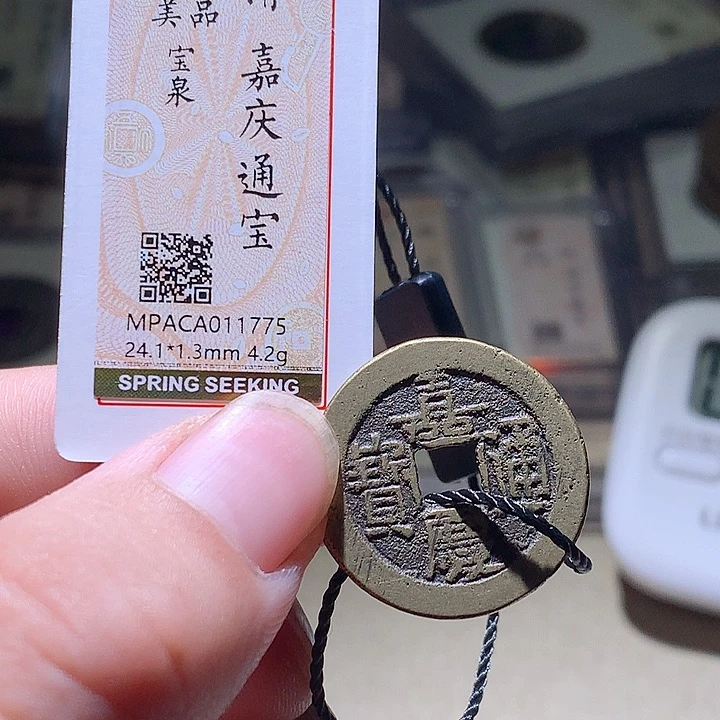 嘉庆通宝
美品
宝泉
MPACA011775
24.1*1.3mm 4.2g
SPRING SEEKING
嘉慶通寶